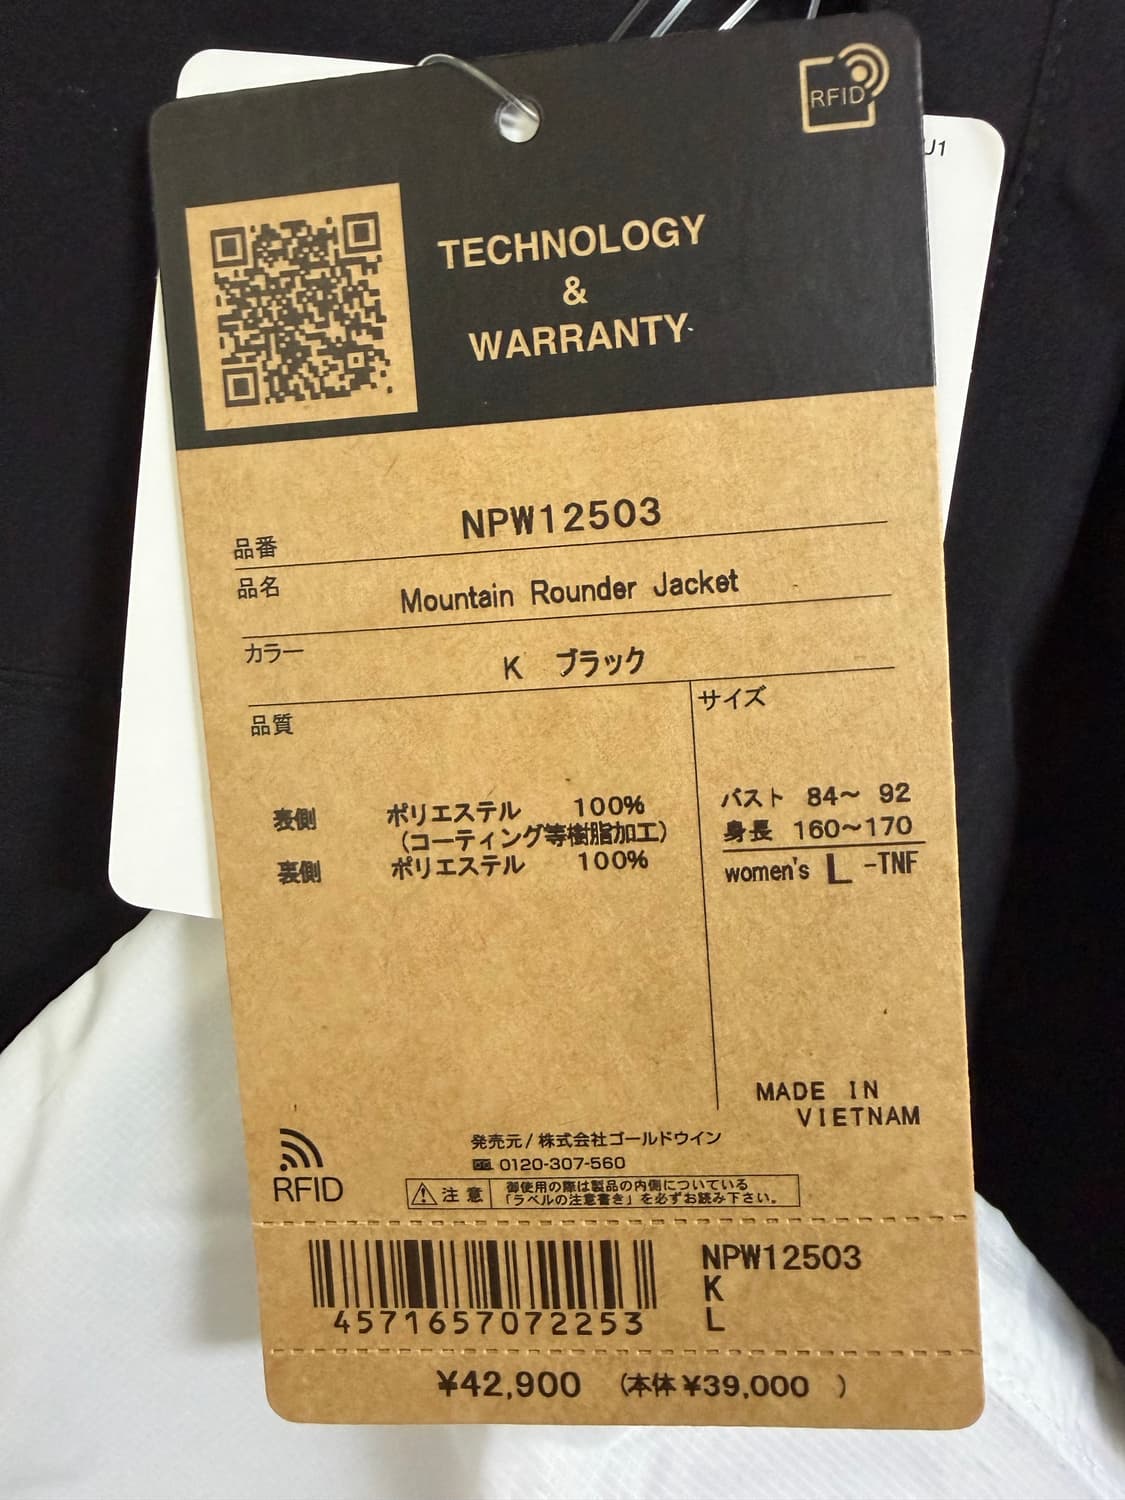 RFID
J1
TECHNOLOGY
&
WARRANTY
品番 NPW12503
品名 Mountain Rounder Jacket
カラー K ブラック
品質
サイズ
表側 ポリエステル 100%
(コーティング等樹脂加工)
裏側 ポリエステル 100%
バスト 84~ 92
身長 160~170
women's L -TNF
MADE IN
VIETNAM
発売元/株式会社ゴールドウイン
0120-307-560
RFID
注意 御使用の際は製品の内側についている
「ラベルの注意書き」を必ずお読み下さい。
4571657072253
NPW12503
K
L
¥42,900 (本体¥39,000 )